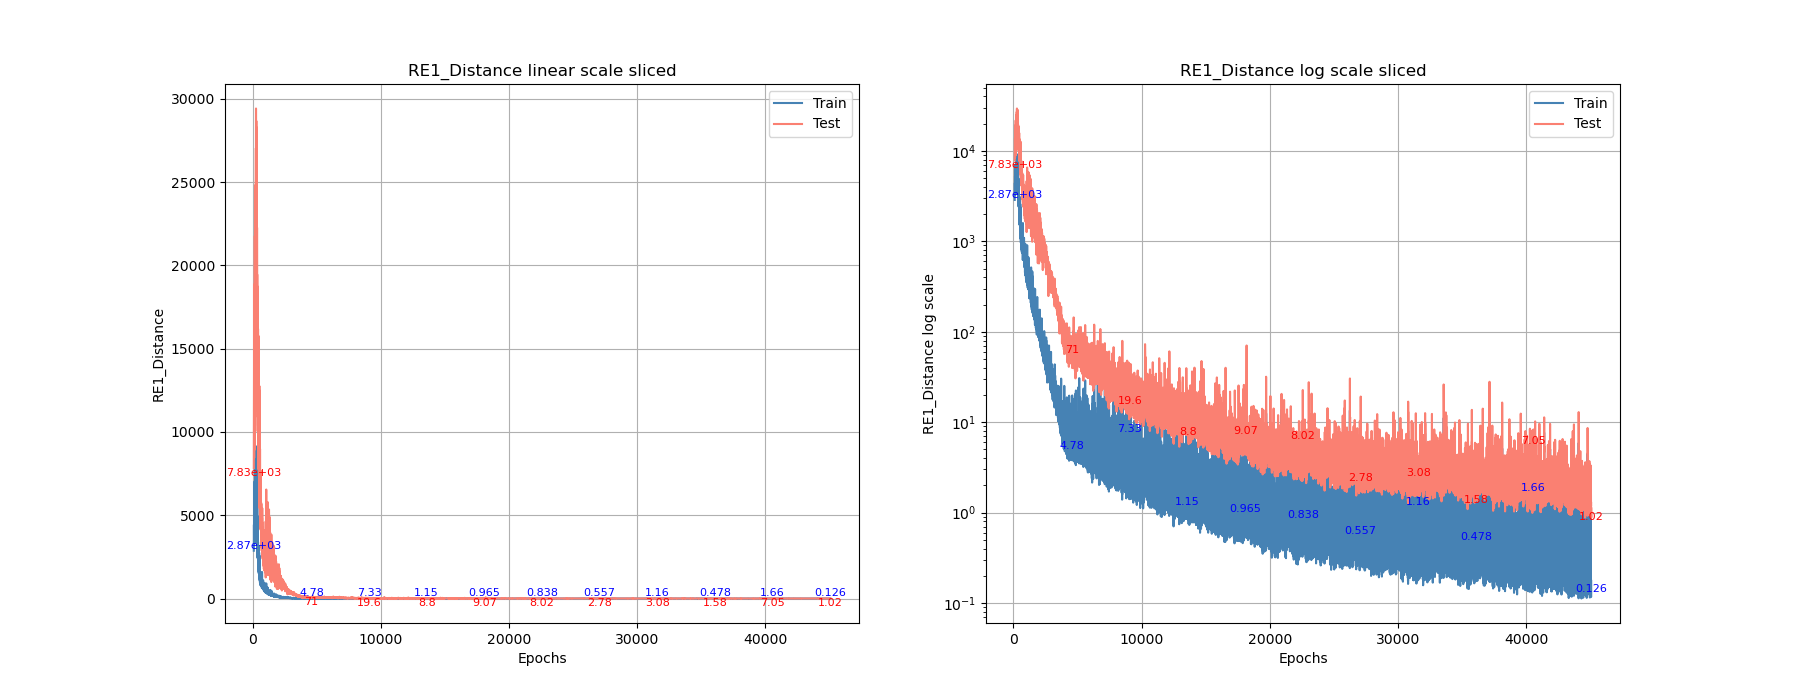 RE1_Distance linear scale sliced
30000
25000
20000
15000
10000
5000
0
RE1_Distance
Train
Test
7.83e+03
2.87e+03
4.78 7.33 1.15 0.965 0.838 0.557 1.16 0.478 1.66 0.126
71 19.6 8.8 9.07 8.02 2.78 3.08 1.58 7.05 1.02
0 10000 20000 30000 40000
Epochs
RE1_Distance log scale sliced
10^4
10^3
10^2
10^1
10^0
10^-1
RE1_Distance log scale
Train
Test
7.83e+03
2.87e+03
71
4.78
19.6
7.33
8.8
1.15
9.07
0.965
8.02
0.838
2.78
0.557
3.08
1.16
1.58
0.478
7.05
1.66
1.02
0.126
0 10000 20000 30000 40000
Epochs